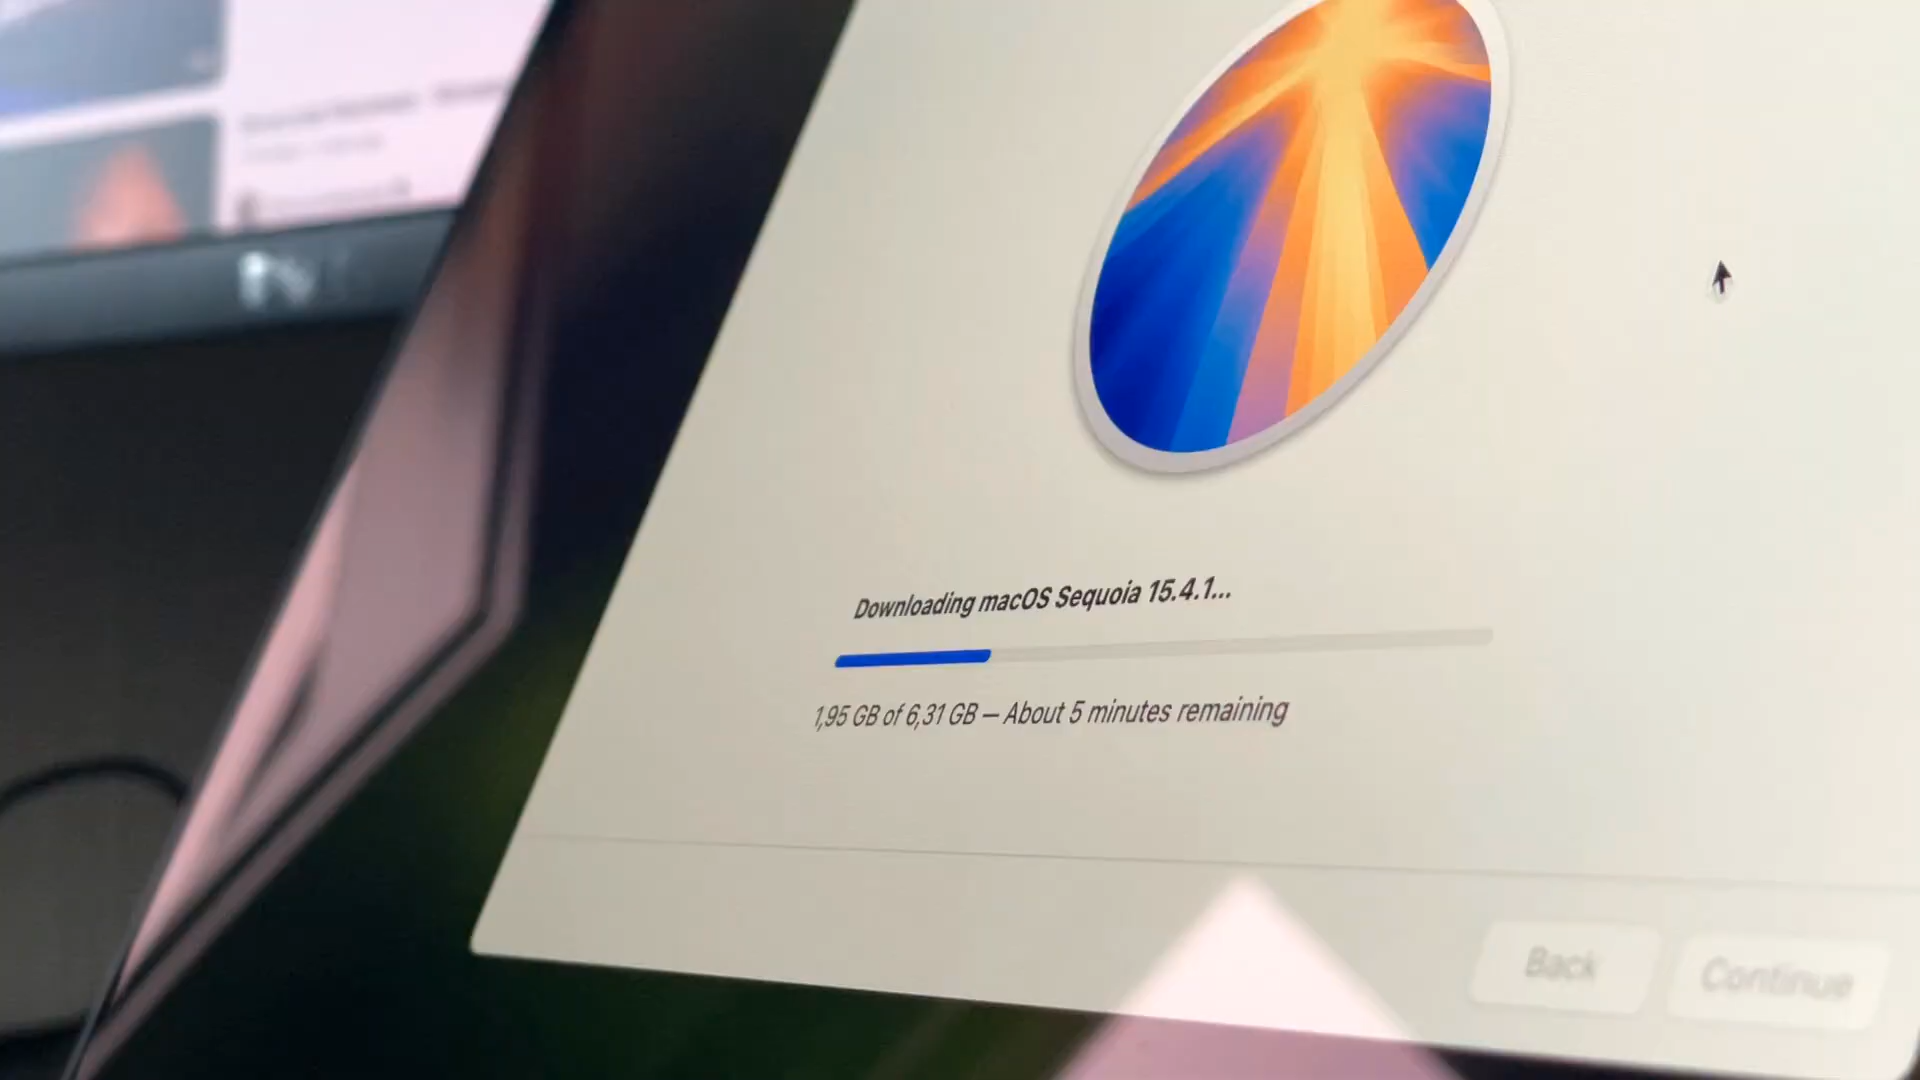 Downloading macOS Sequoia 15.4.1...
1,95 GB of 6,31 GB — About 5 minutes remaining
Back
Continue